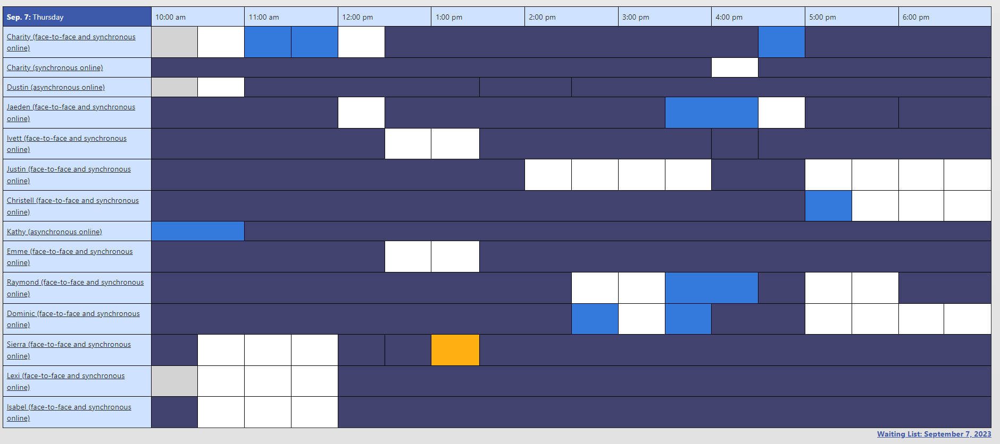 Sep. 7: Thursday 10:00 am 11:00 am 12:00 pm 1:00 pm 2:00 pm 3:00 pm 4:00 pm 5:00 pm 6:00 pm
Charity (face-to-face and synchronous
online)
Charity (synchronous online)
Dustin (asynchronous online)
Jaeden (face-to-face and synchronous
online)
Ivett (face-to-face and synchronous
online)
Justin (face-to-face and synchronous
online)
Christell (face-to-face and synchronous
online)
Kathy (asynchronous online)
Emme (face-to-face and synchronous
online)
Raymond (face-to-face and synchronous
online)
Dominic (face-to-face and synchronous
online)
Sierra (face-to-face and synchronous
online)
Lexi (face-to-face and synchronous
online)
Isabel (face-to-face and synchronous
online)
Waiting List: September 7, 2023